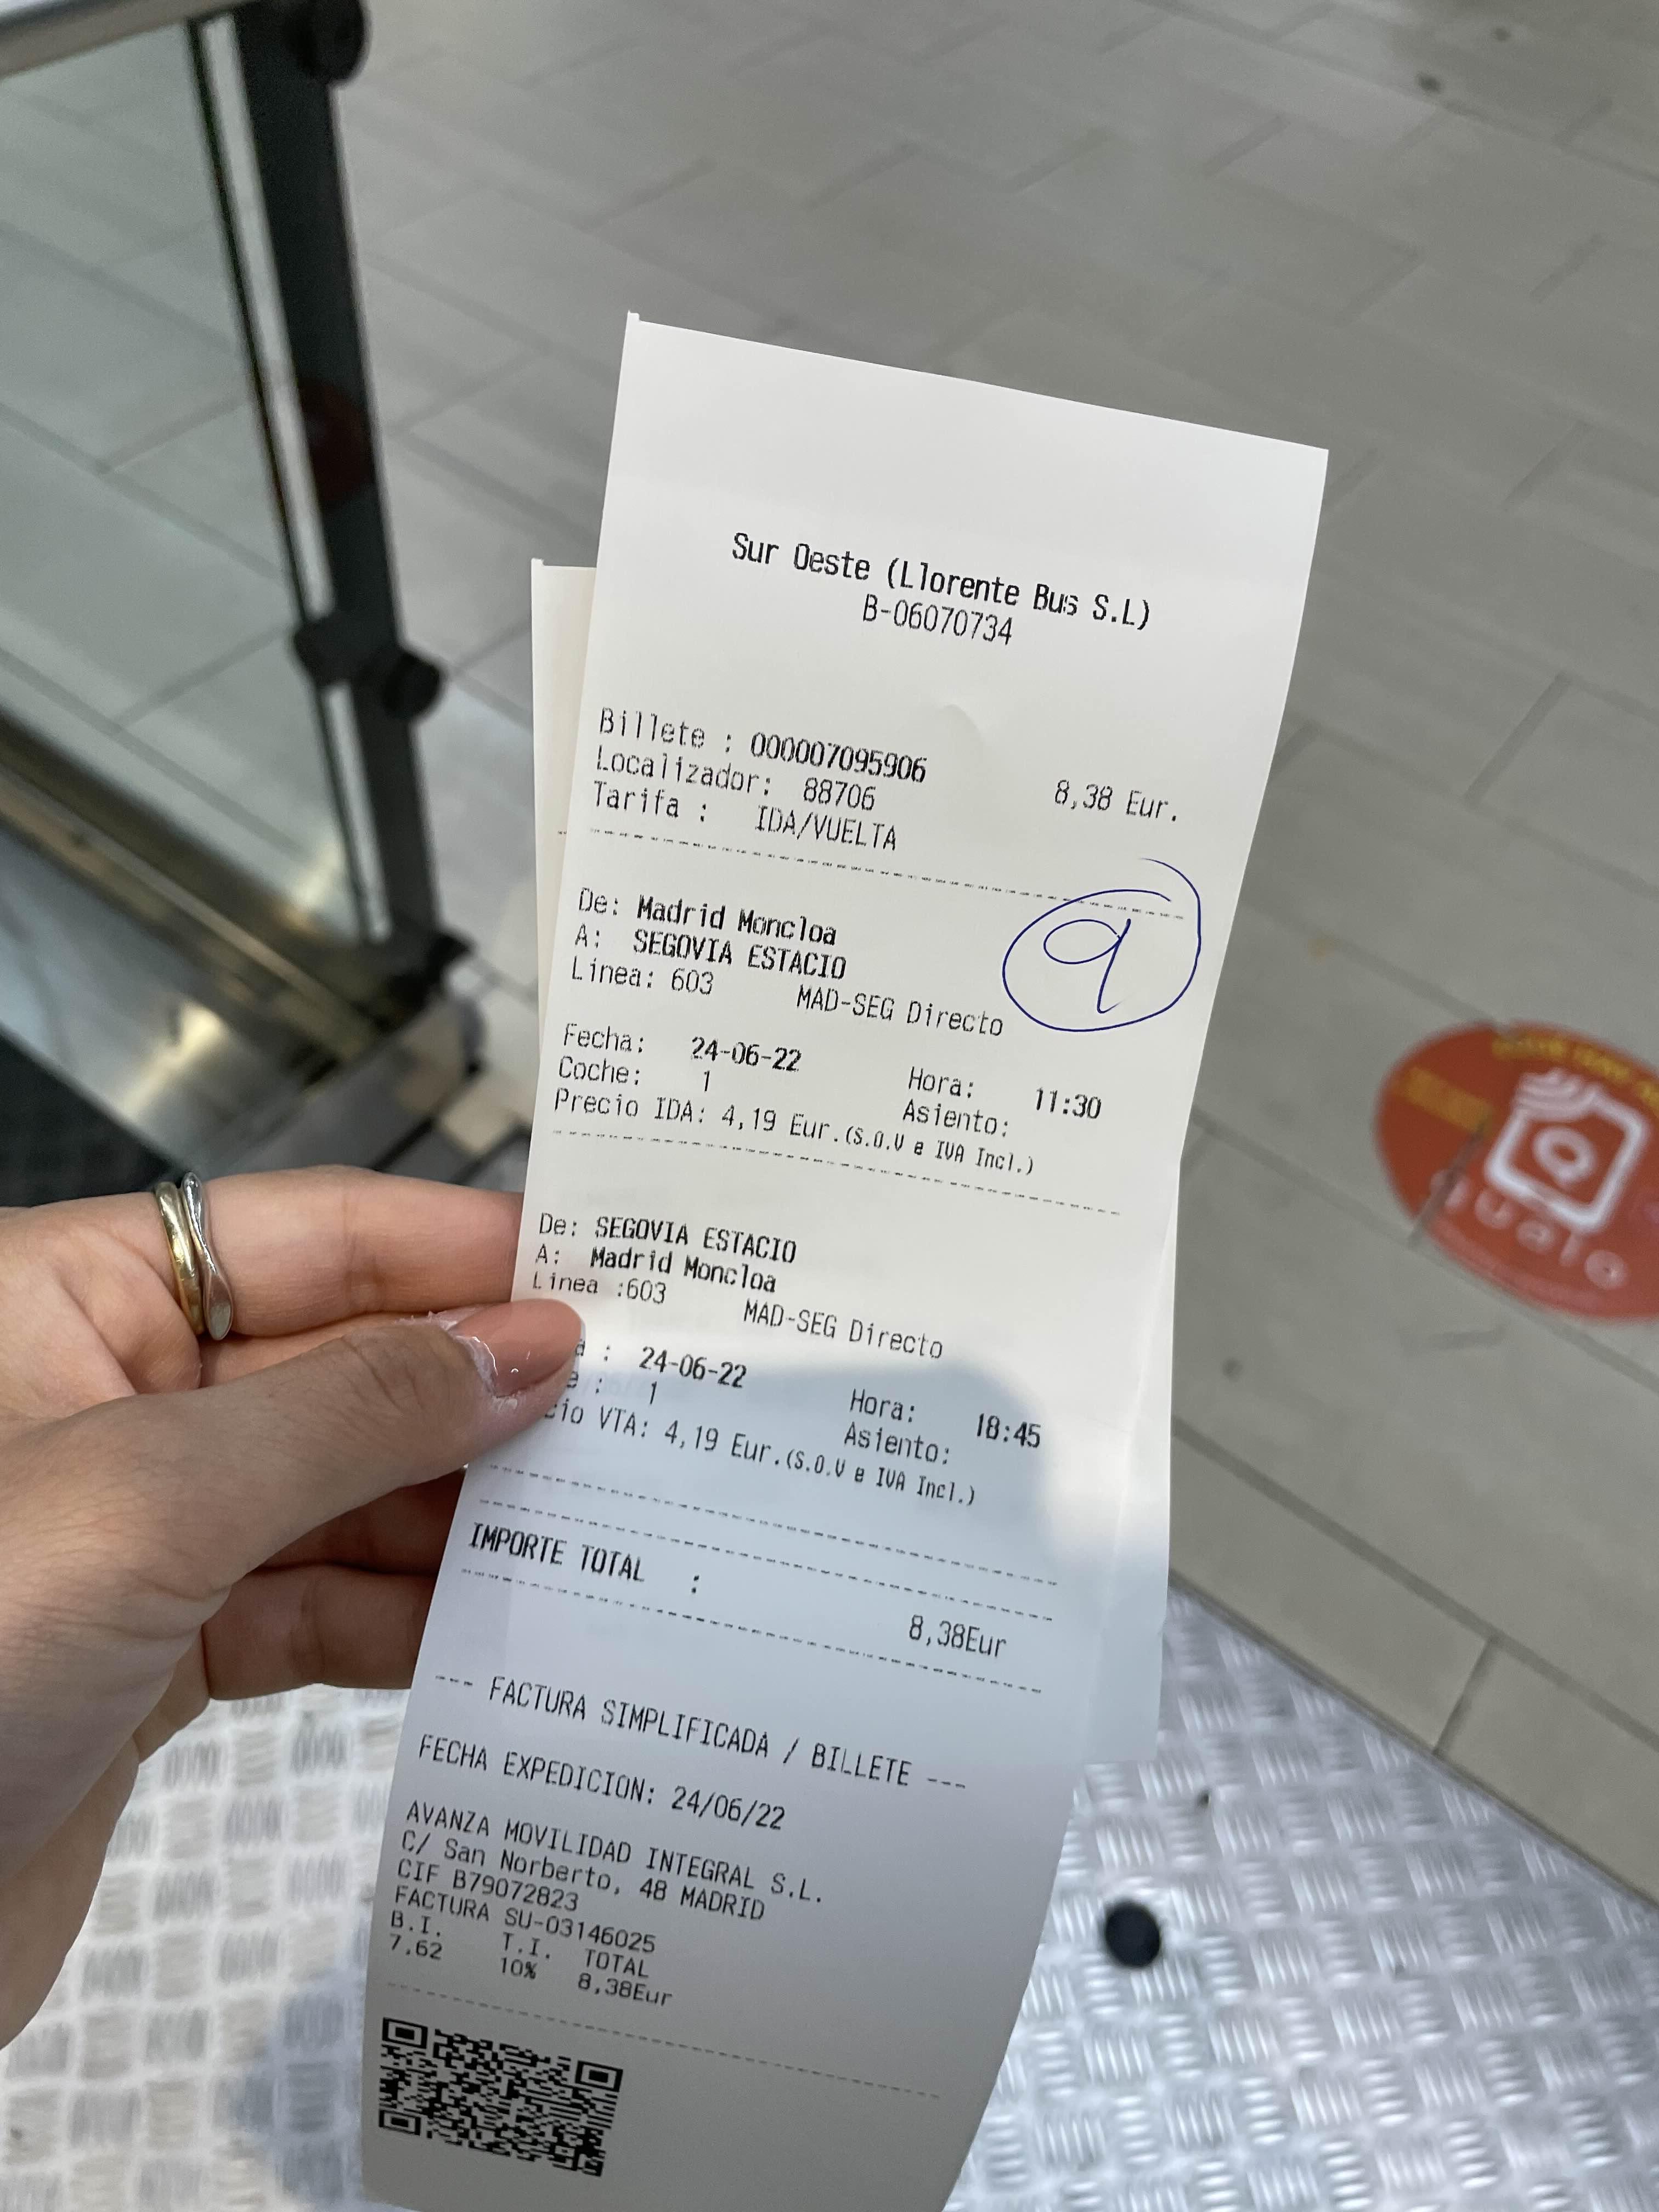 Sur Oeste (Llorente Bus S.L)
B-06070734
Billete : 000007095906 8,38 Eur.
Localizador: 88706
Tarifa : IDA/VUELTA
9
De: Madrid Moncloa
A: SEGOVIA ESTACIO
Linea: 603 MAD-SEG Directo
Fecha: 24-06-22 Hora: 11:30
Coche: 1 Asiento:
Precio IDA: 4,19 Eur.(S.O.V e IVA Incl.)
De: SEGOVIA ESTACIO
A: Madrid Moncloa
Linea :603 MAD-SEG Directo
a : 24-06-22 Hora: 18:45
e : 1 Asiento:
cio VTA: 4,19 Eur.(S.O.V e IVA Incl.)
IMPORTE TOTAL : 8,38Eur
--- FACTURA SIMPLIFICADA / BILLETE ---
FECHA EXPEDICION: 24/06/22
AVANZA MOVILIDAD INTEGRAL S.L.
C/ San Norberto, 48 MADRID
CIF B79072823
FACTURA SU-03146025
B.I. T.I. TOTAL
7,62 10% 8,38Eur